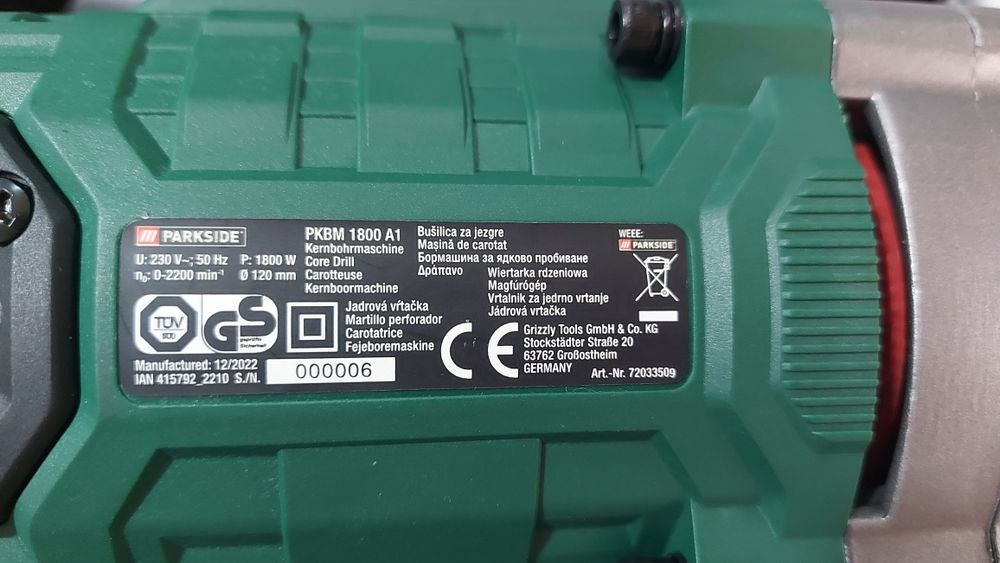 PARKSIDE
U: 230 V~; 50 Hz P: 1800 W
n₀: 0-2200 min⁻¹ Ø 120 mm
TÜV
SÜD
GS
geprüfte
Sicherheit
Manufactured: 12/2022
IAN 415792_2210 S./N.
000006
PKBM 1800 A1
Kernbohrmaschine
Core Drill
Carotteuse
Kernboormachine
Jadrová vŕtačka
Martillo perforador
Carotatrice
Fejeboremaskine
Bušilica za jezgre
Mașină de carotat
Бормашина за ядково пробиване
Δράπανο
Wiertarka rdzeniowa
Magfúrógép
Vrtalnik za jedrno vrtanje
Jádrová vrtačka
CE
Grizzly Tools GmbH & Co. KG
Stockstädter Straße 20
63762 Großostheim
GERMANY
Art.-Nr. 72033509
WEEE:
PARKSIDE